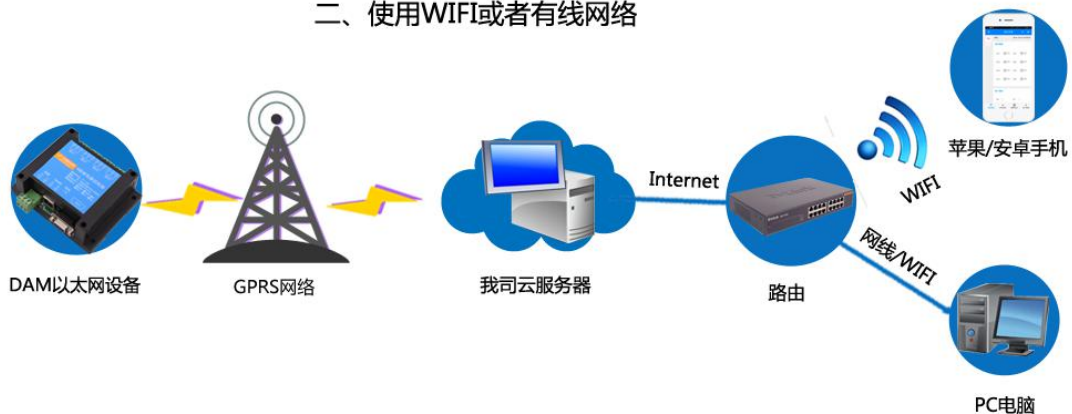 二、使用WIFI或者有线网络
DAM以太网设备
GPRS网络
我司云服务器
Internet
路由
WIFI
苹果/安卓手机
网线/WIFI
PC电脑